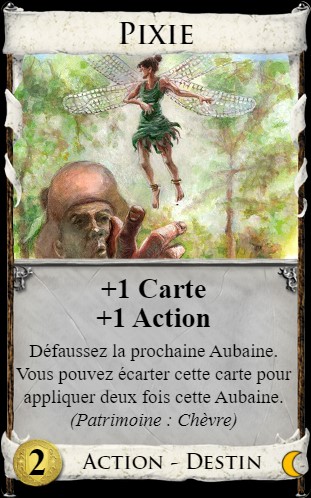 Pixie
+1 Carte
+1 Action
Défaussez la prochaine Aubaine.
Vous pouvez écarter cette carte pour
appliquer deux fois cette Aubaine.
(Patrimoine : Chèvre)
2
Action - Destin